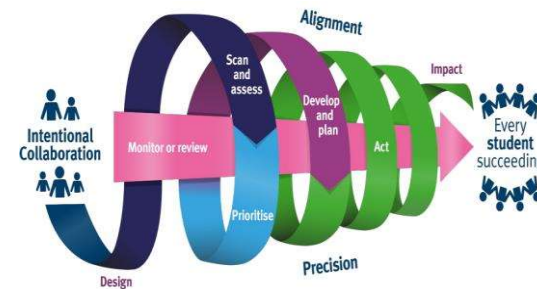 Alignment
Scan
and
assess
Impact
Develop
and
plan
Intentional
Collaboration
Monitor or review
Act
Every
student
succeedin
Prioritise
Precision
Design